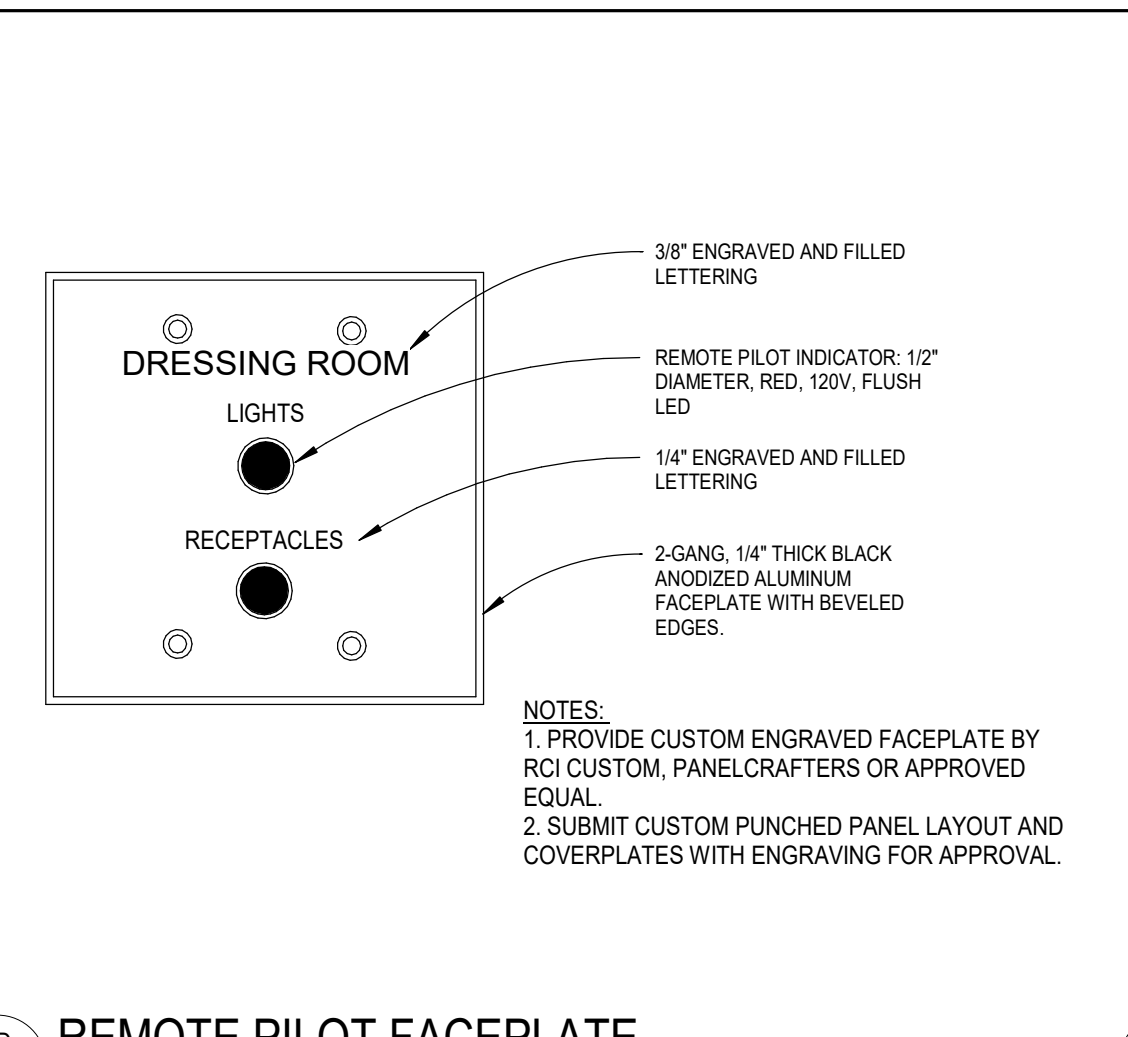 3/8" ENGRAVED AND FILLED
LETTERING
DRESSING ROOM
REMOTE PILOT INDICATOR: 1/2"
DIAMETER, RED, 120V, FLUSH
LED
LIGHTS
1/4" ENGRAVED AND FILLED
LETTERING
RECEPTACLES
2-GANG, 1/4" THICK BLACK
ANODIZED ALUMINUM
FACEPLATE WITH BEVELED
EDGES.
NOTES:
1. PROVIDE CUSTOM ENGRAVED FACEPLATE BY
RCI CUSTOM, PANELCRAFTERS OR APPROVED
EQUAL.
2. SUBMIT CUSTOM PUNCHED PANEL LAYOUT AND
COVERPLATES WITH ENGRAVING FOR APPROVAL.
REMOTE PILOT FACEPLATE